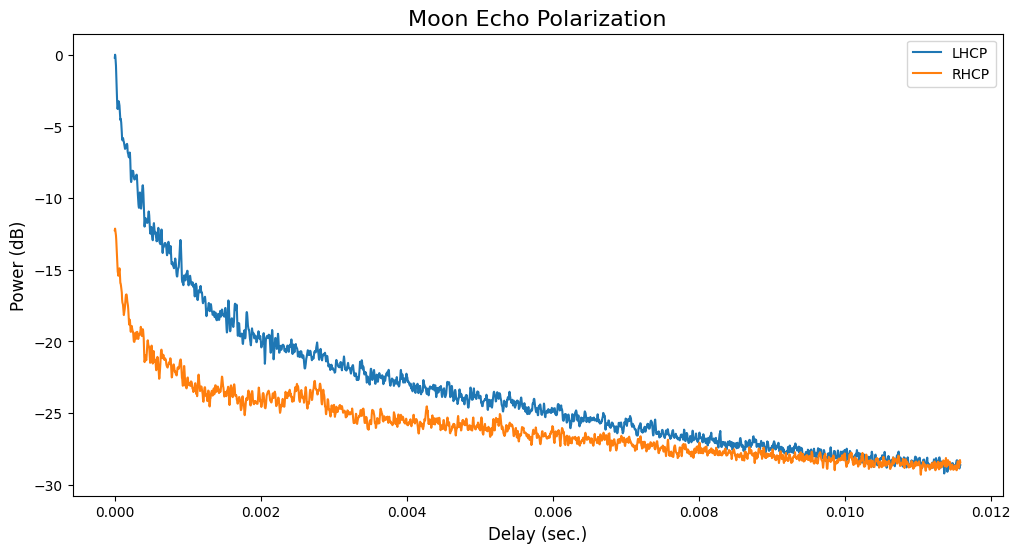 Moon Echo Polarization
LHCP
RHCP
0
−5
−10
−15
−20
−25
−30
Power (dB)
0.000
0.002
0.004
0.006
0.008
0.010
0.012
Delay (sec.)